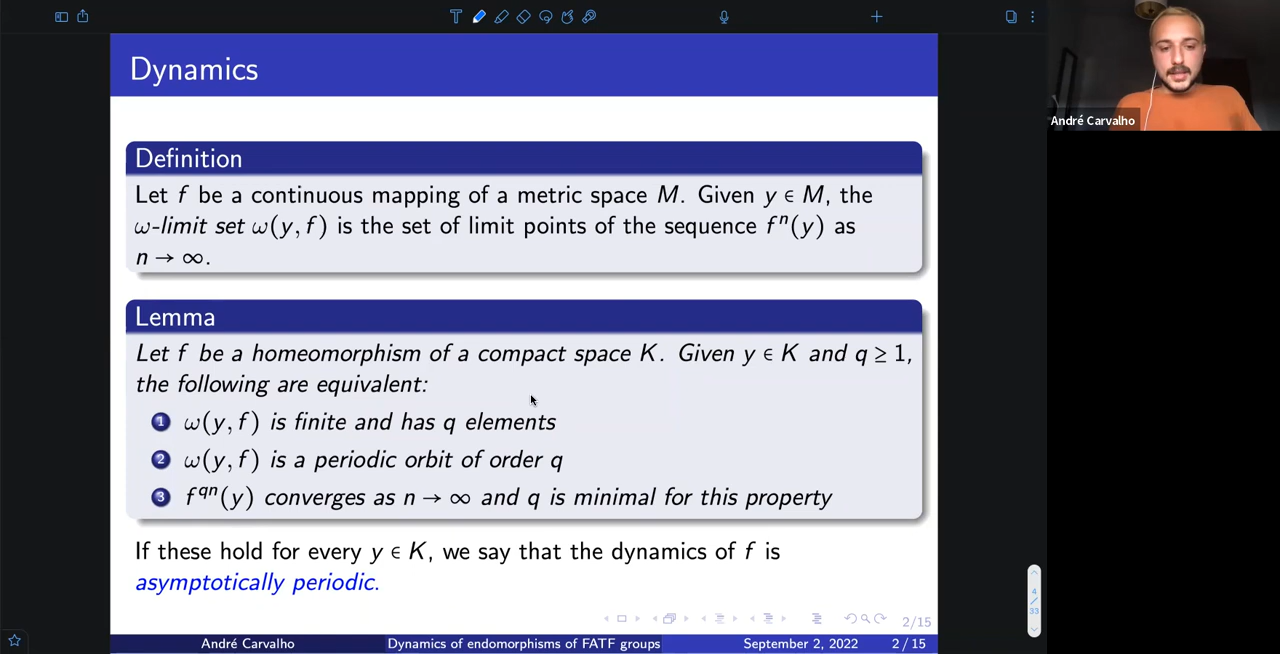 Dynamics
Definition
Let f be a continuous mapping of a metric space M. Given y ∈ M, the
ω-limit set ω(y, f) is the set of limit points of the sequence fⁿ(y) as
n → ∞.
Lemma
Let f be a homeomorphism of a compact space K. Given y ∈ K and q ≥ 1,
the following are equivalent:
1 ω(y, f) is finite and has q elements
2 ω(y, f) is a periodic orbit of order q
3 f^{qn}(y) converges as n → ∞ and q is minimal for this property
If these hold for every y ∈ K, we say that the dynamics of f is
asymptotically periodic.
2/15
André Carvalho Dynamics of endomorphisms of FATF groups September 2, 2022 2 / 15
4
/
33
André Carvalho